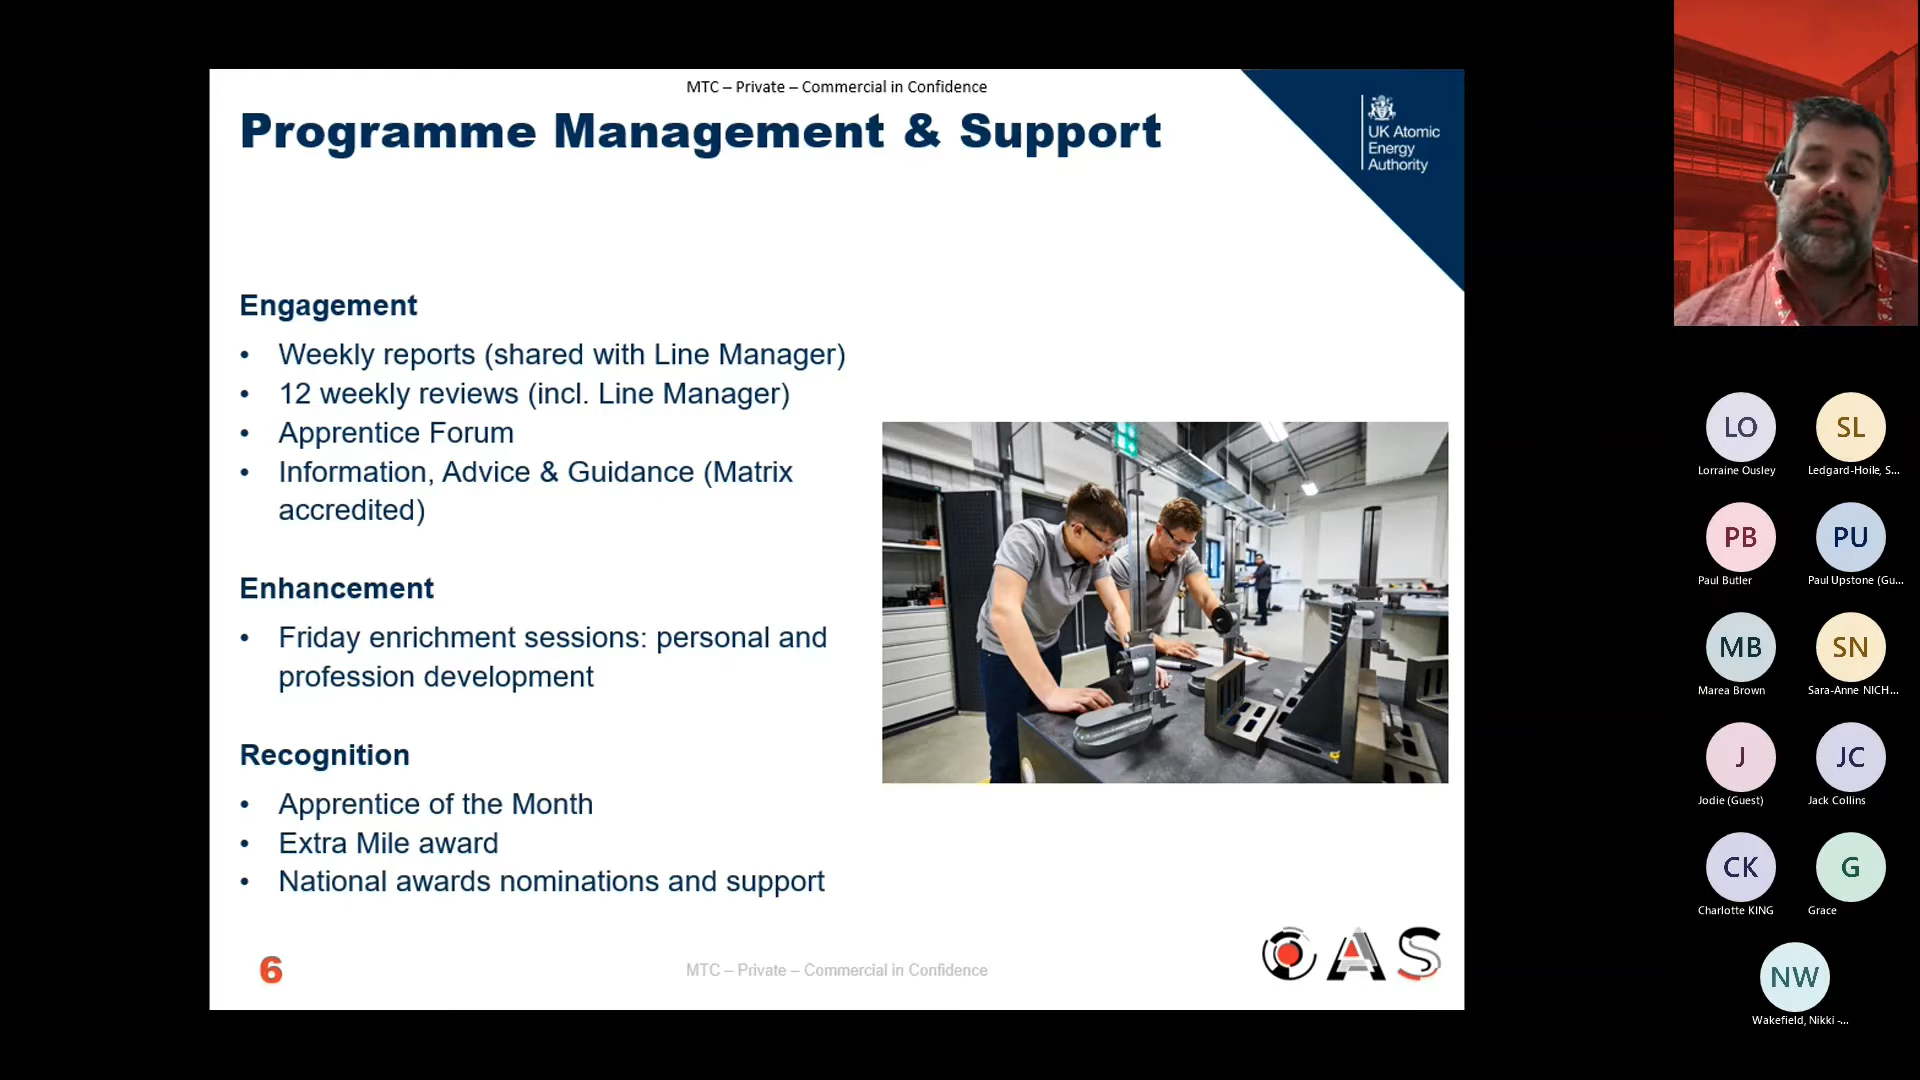 MTC – Private – Commercial in Confidence
Programme Management & Support
UK Atomic
Energy
Authority
Engagement
• Weekly reports (shared with Line Manager)
• 12 weekly reviews (incl. Line Manager)
• Apprentice Forum
• Information, Advice & Guidance (Matrix
accredited)
Enhancement
• Friday enrichment sessions: personal and
profession development
Recognition
• Apprentice of the Month
• Extra Mile award
• National awards nominations and support
6
MTC – Private – Commercial in Confidence
OAS
LO
Lorraine Ousley
SL
Ledgard-Hoile, S...
PB
Paul Butler
PU
Paul Upstone (Gu...
MB
Marea Brown
SN
Sara-Anne NICH...
J
Jodie (Guest)
JC
Jack Collins
CK
Charlotte KING
G
Grace
NW
Wakefield, Nikki -...